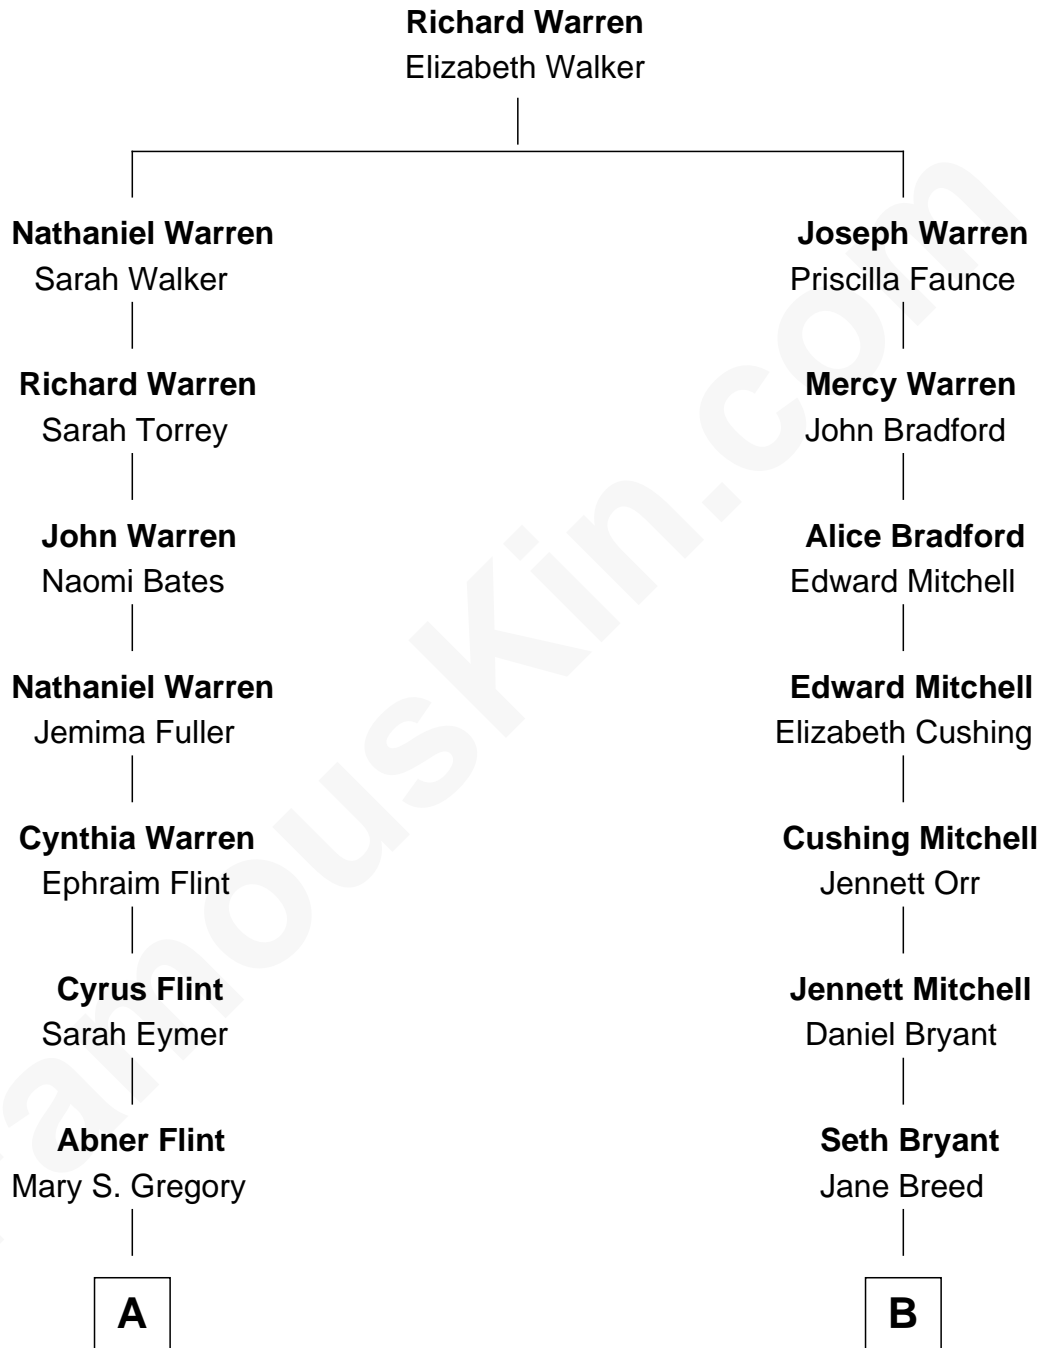 Richard Warren
Elizabeth Walker
Nathaniel Warren
Sarah Walker
Joseph Warren
Priscilla Faunce
Richard Warren
Sarah Torrey
Mercy Warren
John Bradford
John Warren
Naomi Bates
Alice Bradford
Edward Mitchell
Nathaniel Warren
Jemima Fuller
Edward Mitchell
Elizabeth Cushing
Cynthia Warren
Ephraim Flint
Cushing Mitchell
Jennett Orr
Cyrus Flint
Sarah Eymer
Jennett Mitchell
Daniel Bryant
Abner Flint
Mary S. Gregory
Seth Bryant
Jane Breed
A
B
FamousKin.com